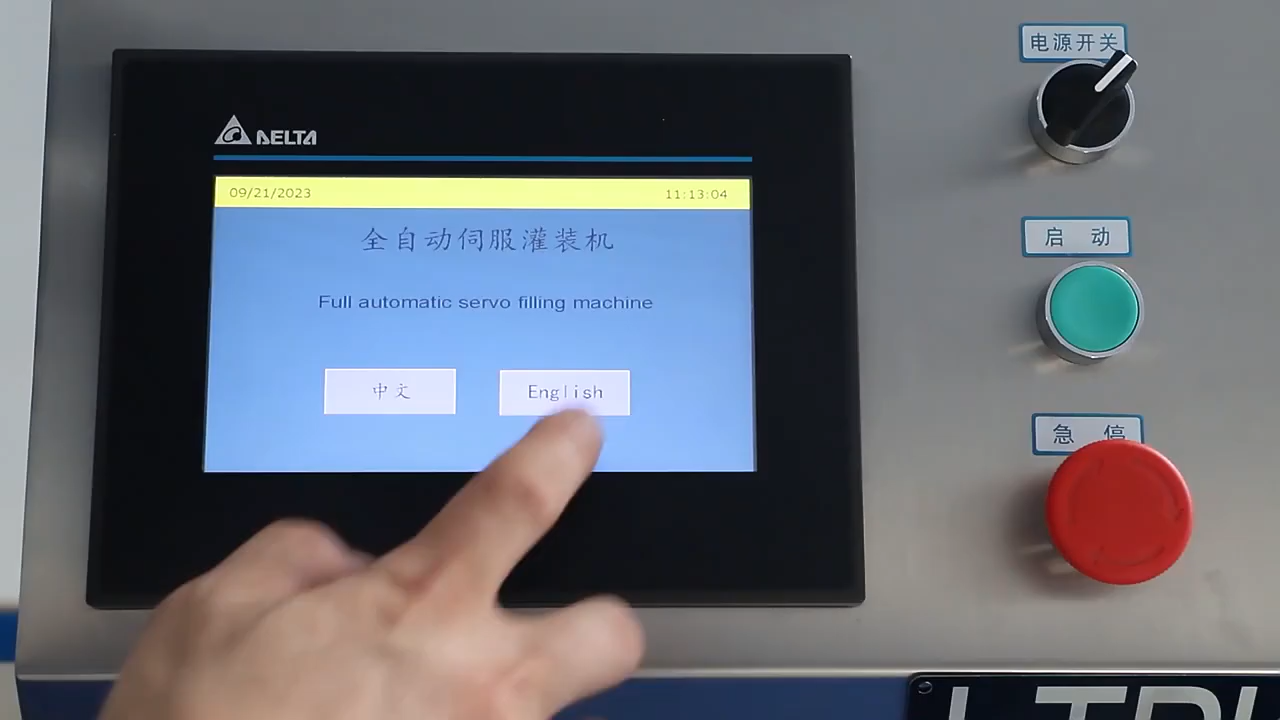 电源开关
DELTA
09/21/2023 11:13:04
全自动伺服灌装机
启 动
Full automatic servo filling machine
中文 English
急 停